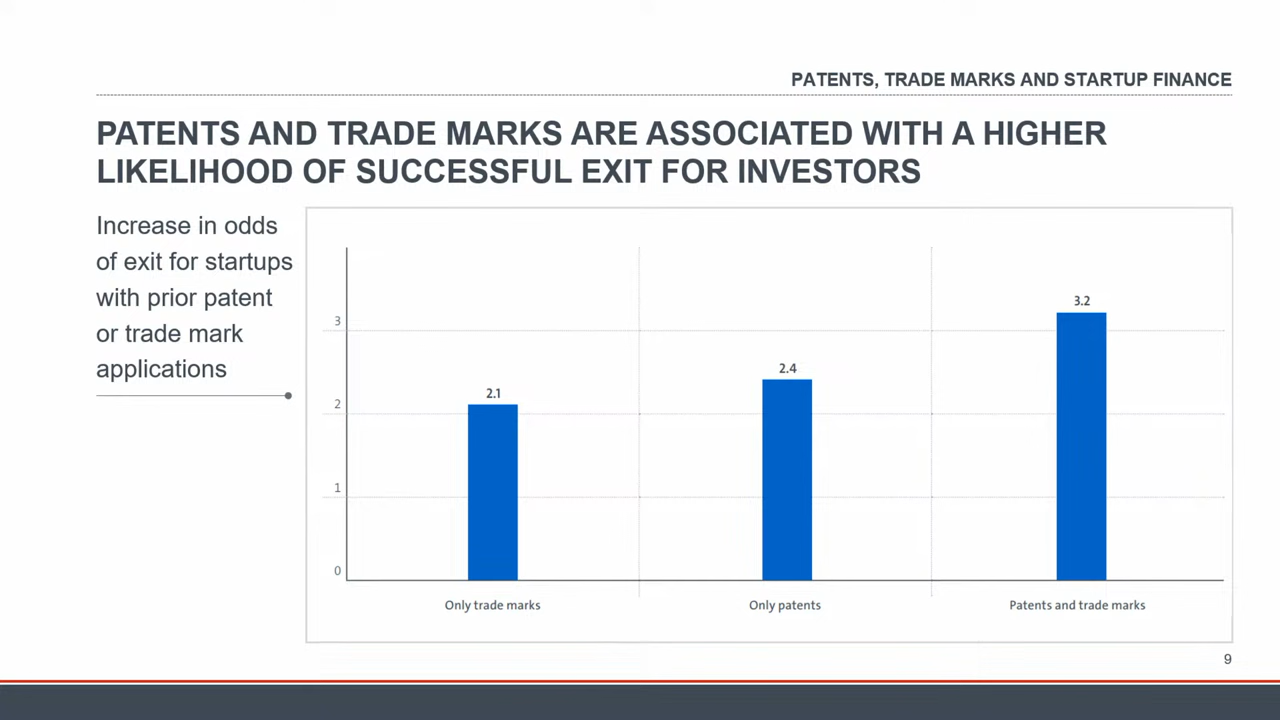 PATENTS, TRADE MARKS AND STARTUP FINANCE
PATENTS AND TRADE MARKS ARE ASSOCIATED WITH A HIGHER
LIKELIHOOD OF SUCCESSFUL EXIT FOR INVESTORS
Increase in odds
of exit for startups
with prior patent
or trade mark
applications
3
2
1
0
2.1
2.4
3.2
Only trade marks
Only patents
Patents and trade marks
9